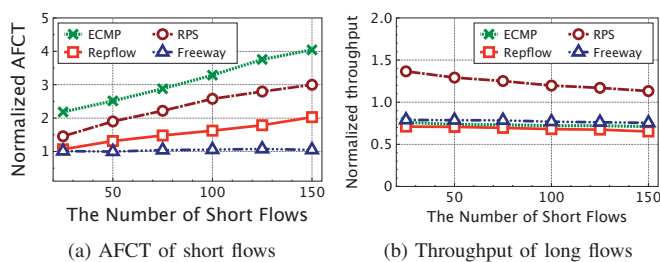 Normalized AFCT
5
4
3
2
1
ECMP
RPS
Repflow
Freeway
50
100
150
The Number of Short Flows
(a) AFCT of short flows
Normalized throughput
2.0
1.5
1.0
0.5
0
ECMP
RPS
Repflow
Freeway
50
100
150
The Number of Short Flows
(b) Throughput of long flows